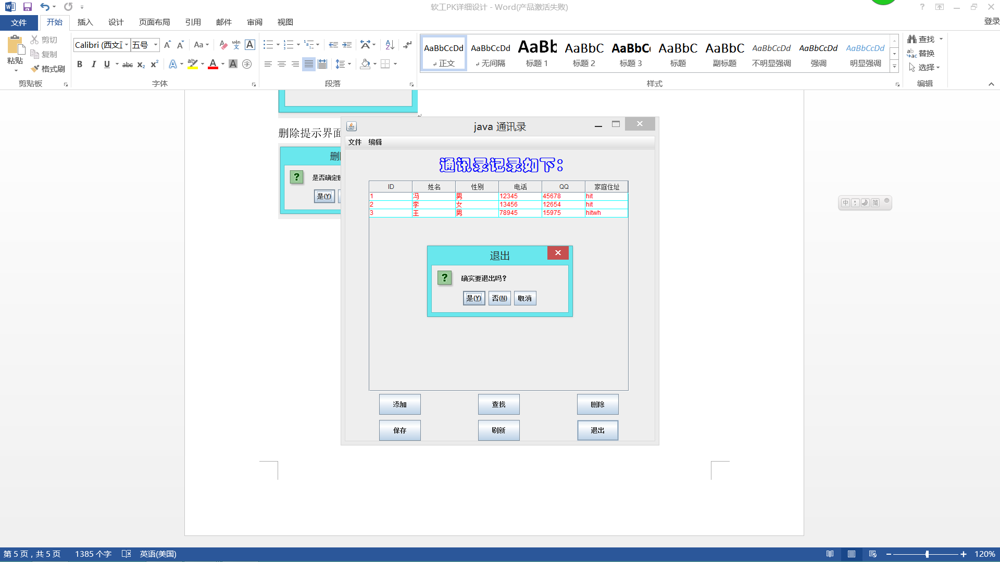 软工PK详细设计 - Word(产品激活失败)
文件 开始 插入 设计 页面布局 引用 邮件 审阅 视图 登录
粘贴 剪切 复制 格式刷
Calibri (西文正 五号
AaBbCcDd AaBbCcDd AaBb AaBbC AaBbC AaBbC AaBbC AaBbCcDd AaBbCcDd AaBbCcDd
正文 无间隔 标题 1 标题 2 标题 3 标题 副标题 不明显强调 强调 明显强调
查找
替换
选择
剪贴板 字体 段落 样式 编辑
删除提示界面
是否确定
是(Y)
java 通讯录
文件 编辑
通讯录记录如下：
ID 姓名 性别 电话 QQ 家庭住址
1 冯 男 12345 45678 hit
2 李 女 13456 12654 hit
3 王 男 78945 15975 hitwh
退出
确实要退出吗?
是(Y) 否(N) 取消
添加 查找 删除
保存 刷新 退出
中 ； 简
第 5 页，共 5 页 1385 个字 英语(美国) 120%